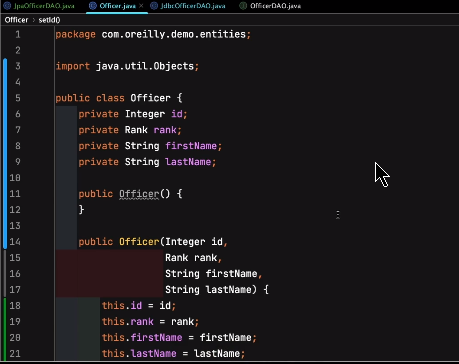 JpaOfficerDAO.java Officer.java × JdbcOfficerDAO.java OfficerDAO.java
Officer › setId()
1 package com.oreilly.demo.entities;
2
3 import java.util.Objects;
4
5 public class Officer {
6 private Integer id;
7 private Rank rank;
8 private String firstName;
9 private String lastName;
10
11 public Officer() {
12 }
13
14 public Officer(Integer id,
15 Rank rank,
16 String firstName,
17 String lastName) {
18 this.id = id;
19 this.rank = rank;
20 this.firstName = firstName;
21 this.lastName = lastName;